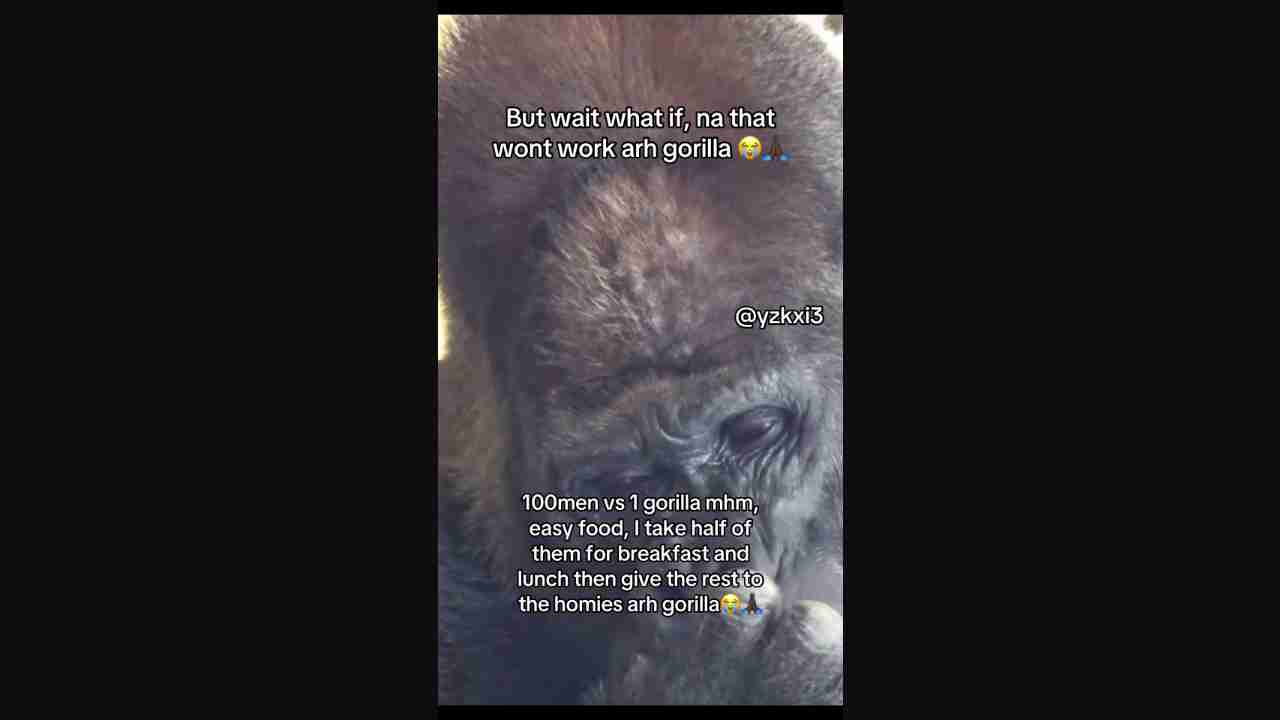 But wait what if, na that
wont work arh gorilla 😭🙏🏿
@yzkxi3
100men vs 1 gorilla mhm,
easy food, I take half of
them for breakfast and
lunch then give the rest to
the homies arh gorilla😭🙏🏿